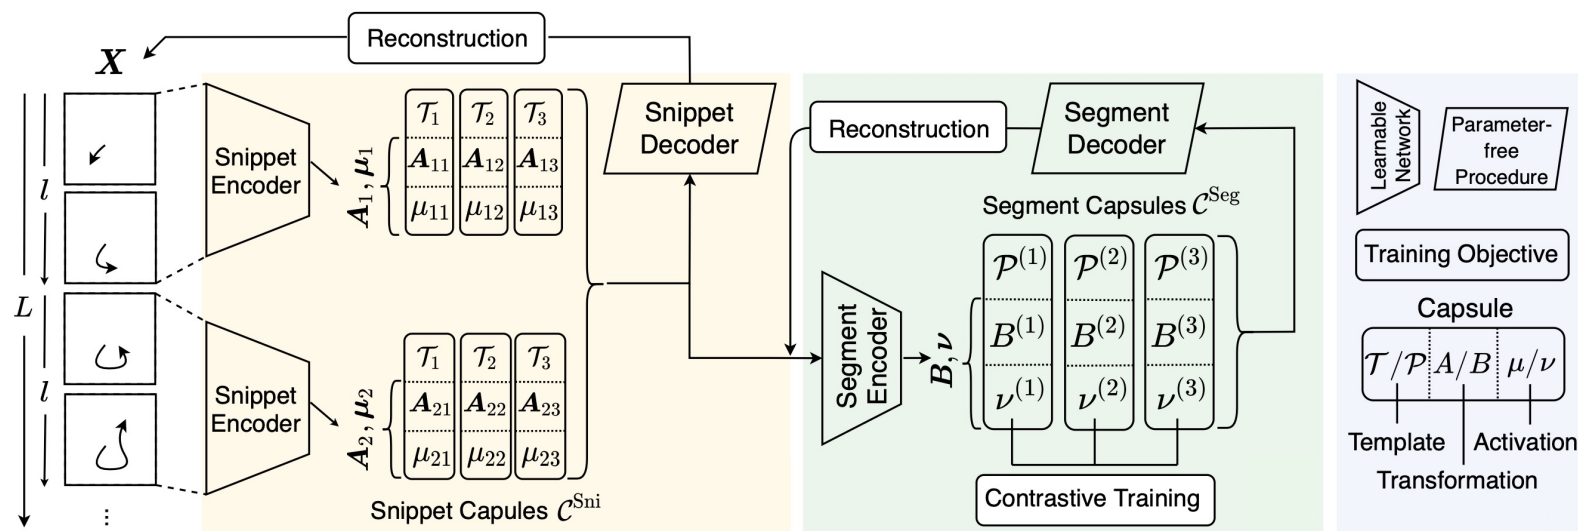 Reconstruction
X
l
L
l
⋮
Snippet
Encoder
A₁, μ₁
𝒯₁ 𝒯₂ 𝒯₃
A₁₁ A₁₂ A₁₃
μ₁₁ μ₁₂ μ₁₃
Snippet
Encoder
A₂, μ₂
𝒯₁ 𝒯₂ 𝒯₃
A₂₁ A₂₂ A₂₃
μ₂₁ μ₂₂ μ₂₃
Snippet Capules 𝒞^Sni
Snippet
Decoder
Reconstruction
Segment
Decoder
Segment Capsules 𝒞^Seg
Segment
Encoder
B, ν
𝒫⁽¹⁾ 𝒫⁽²⁾ 𝒫⁽³⁾
B⁽¹⁾ B⁽²⁾ B⁽³⁾
ν⁽¹⁾ ν⁽²⁾ ν⁽³⁾
Contrastive Training
Learnable
Network
Parameter-
free
Procedure
Training Objective
Capsule
𝒯/𝒫 A/B μ/ν
Template Activation
Transformation